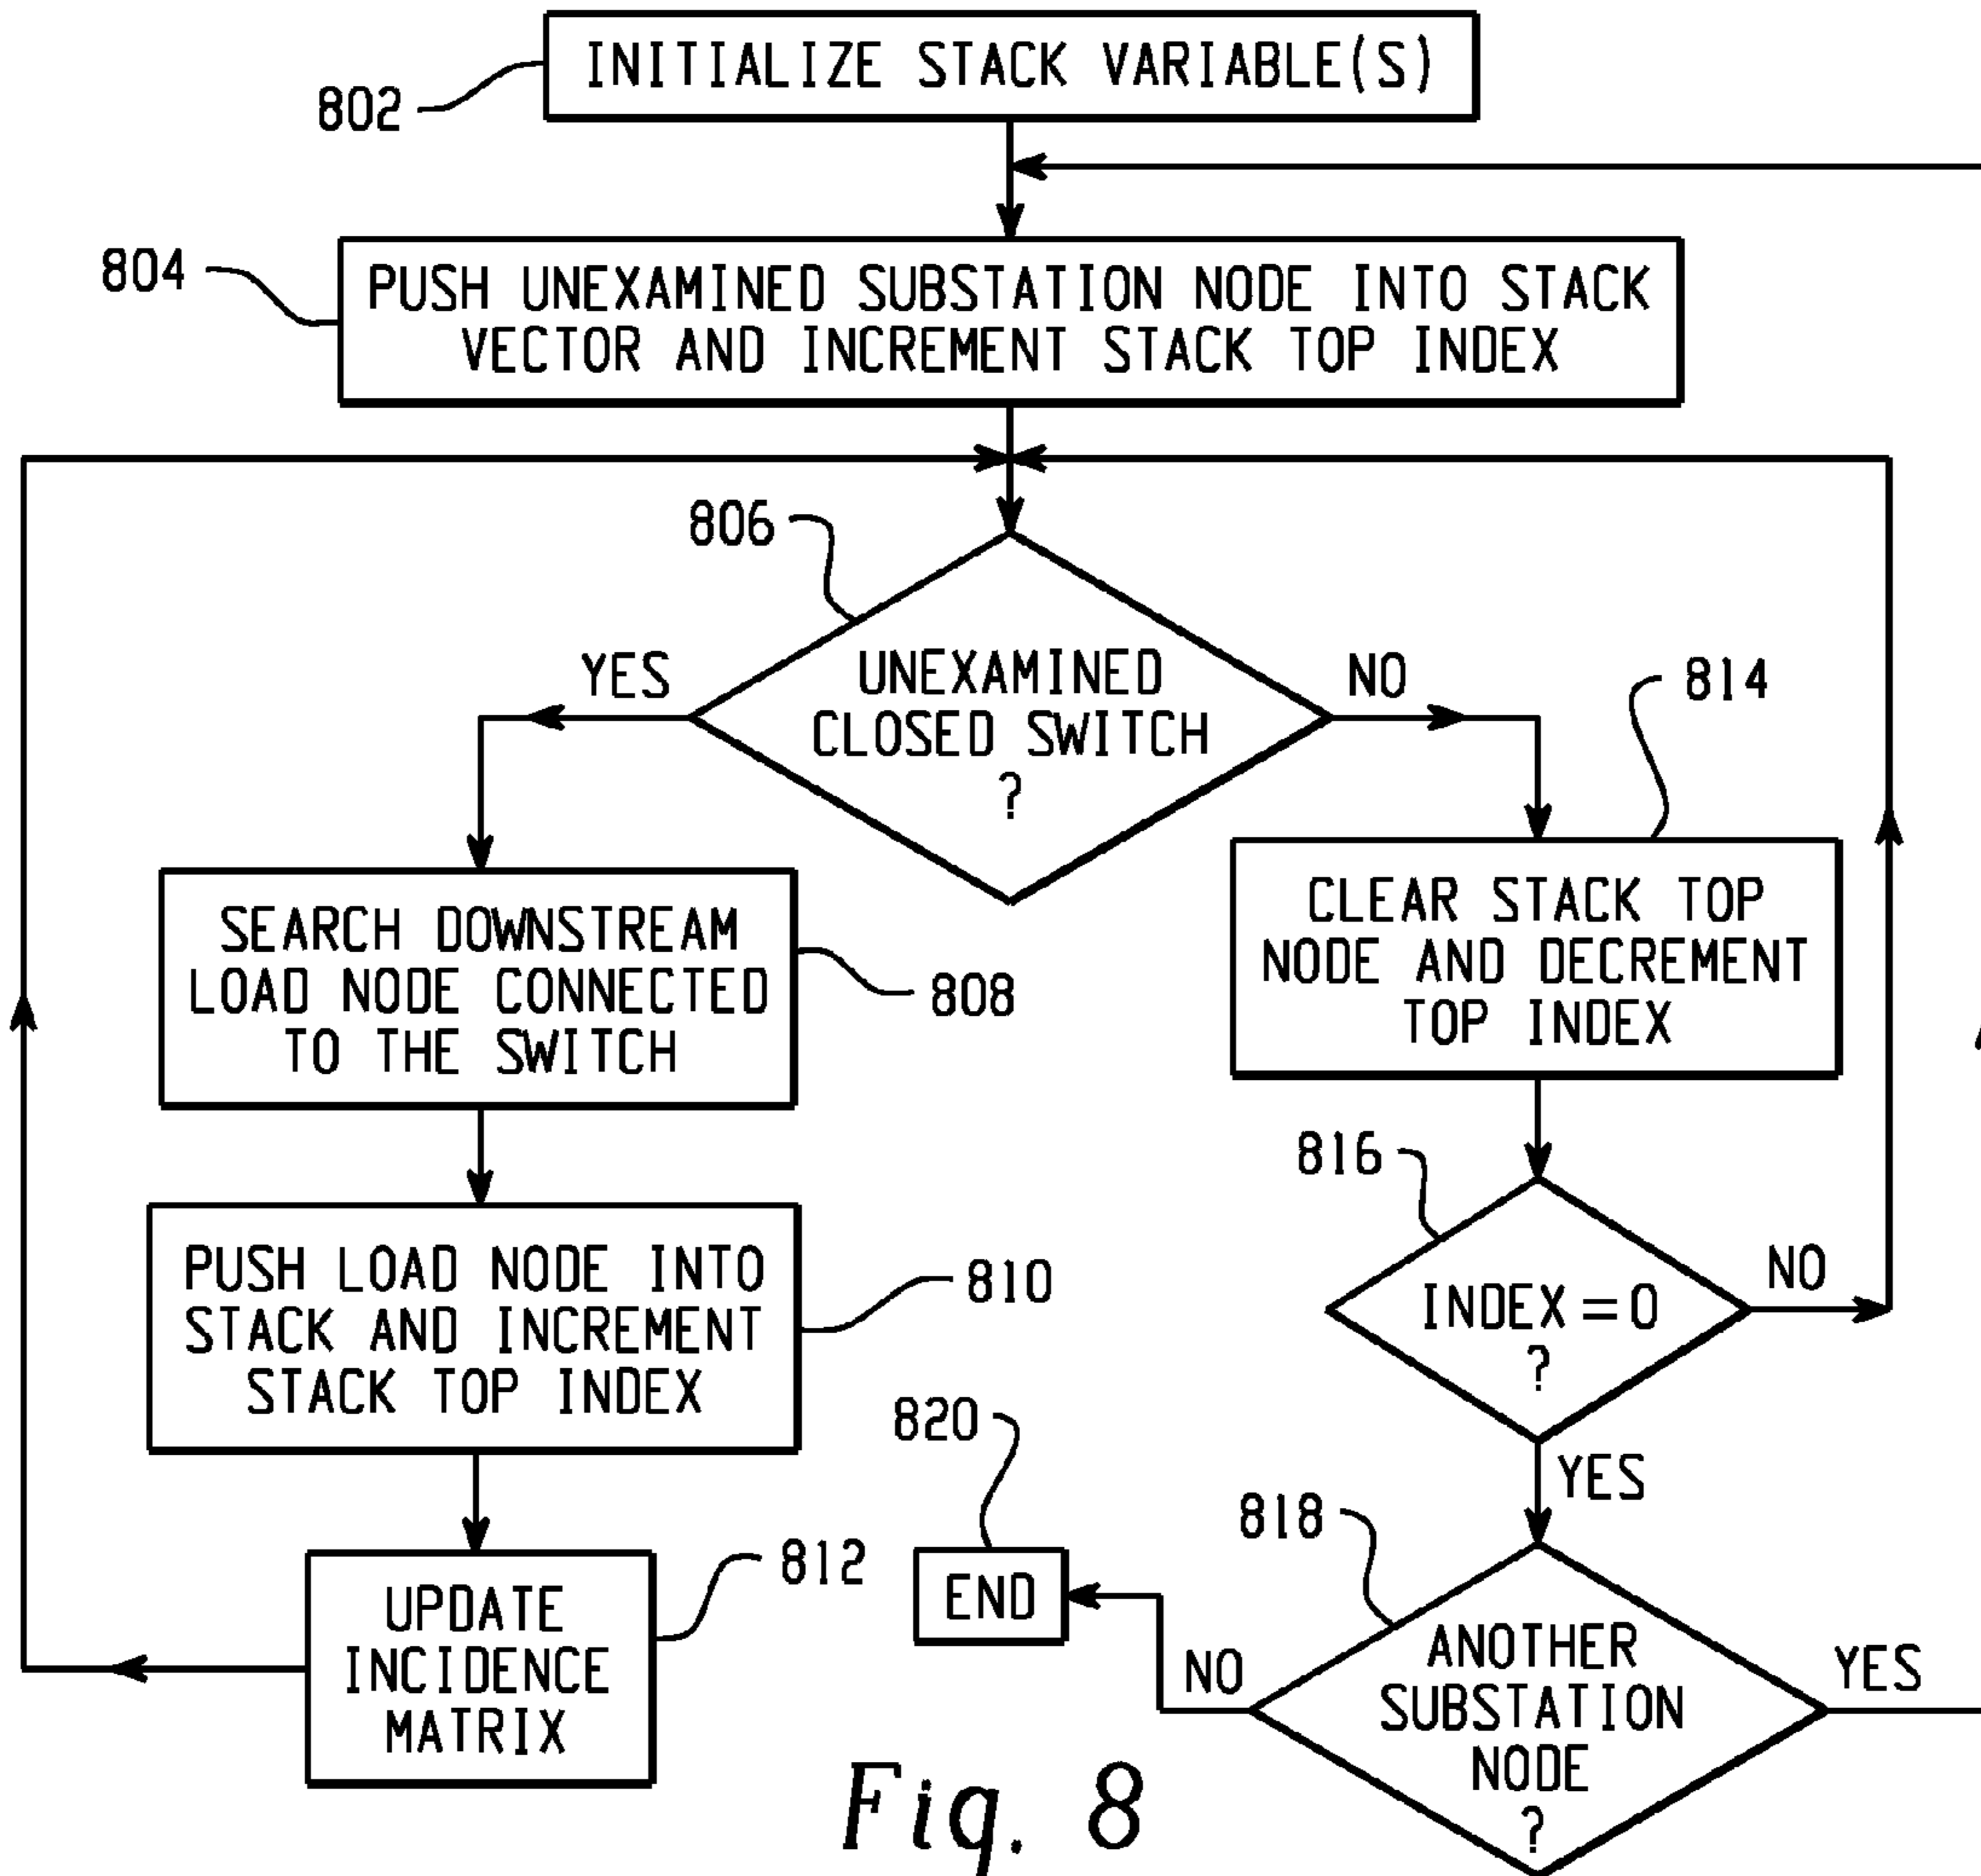 INITIALIZE STACK VARIABLE(S)
802
804
PUSH UNEXAMINED SUBSTATION NODE INTO STACK
VECTOR AND INCREMENT STACK TOP INDEX
806
YES
UNEXAMINED
CLOSED SWITCH
?
NO
814
SEARCH DOWNSTREAM
LOAD NODE CONNECTED
TO THE SWITCH
808
CLEAR STACK TOP
NODE AND DECREMENT
TOP INDEX
816
PUSH LOAD NODE INTO
STACK AND INCREMENT
STACK TOP INDEX
810
INDEX=0
?
NO
YES
820
818
UPDATE
INCIDENCE
MATRIX
812
END
NO
ANOTHER
SUBSTATION
NODE
?
YES
Fig. 8